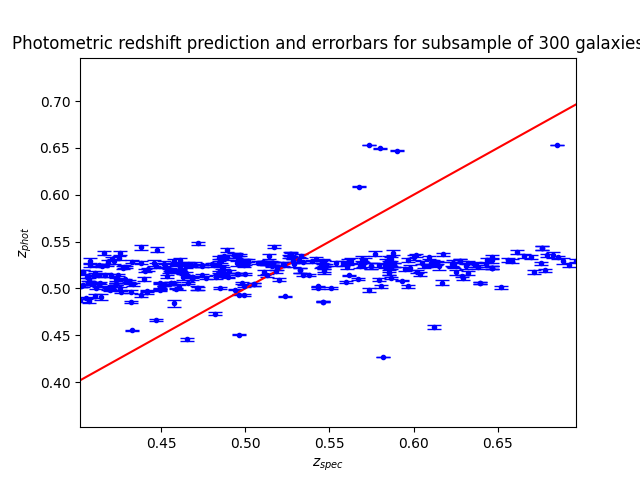 Photometric redshift prediction and errorbars for subsample of 300 galaxies
0.70
0.65
0.60
0.55
0.50
0.45
0.40
z_phot
0.45 0.50 0.55 0.60 0.65
z_spec